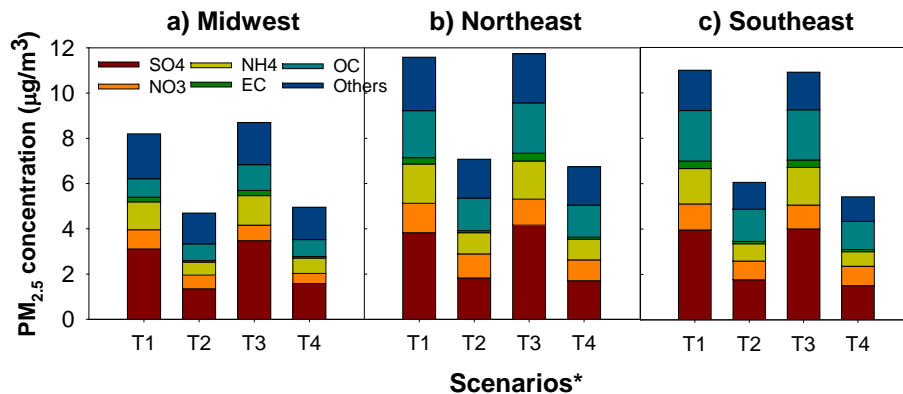 a) Midwest b) Northeast c) Southeast
PM2.5 concentration (μg/m3)
12
10
8
6
4
2
0
SO4 NH4 OC
NO3 EC Others
T1 T2 T3 T4 T1 T2 T3 T4 T1 T2 T3 T4
Scenarios*